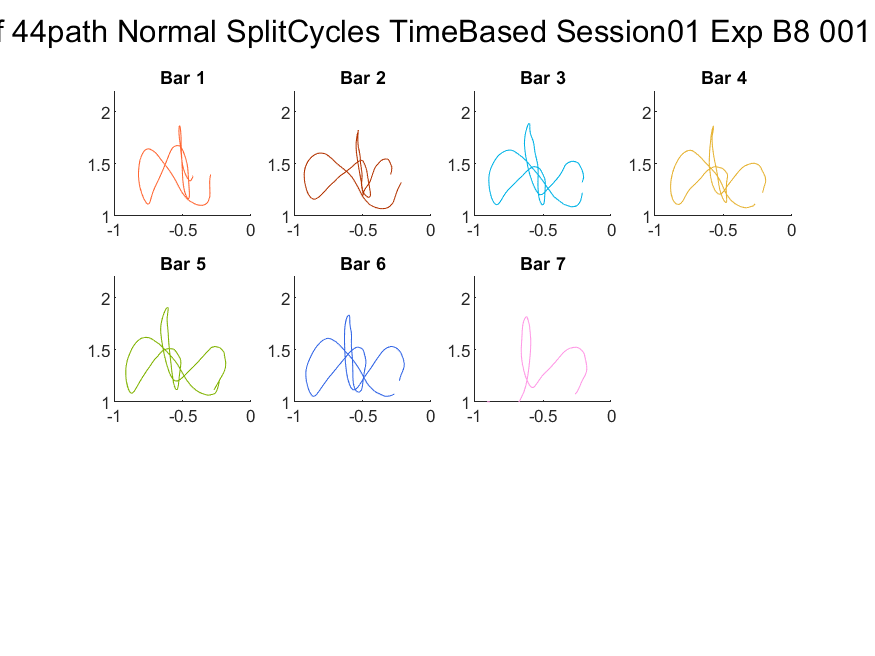 44path Normal SplitCycles TimeBased Session01 Exp B8 001
Bar 1 Bar 2 Bar 3 Bar 4
2 2 2 2
1.5 1.5 1.5 1.5
1 1 1 1
-1 -0.5 0 -1 -0.5 0 -1 -0.5 0 -1 -0.5 0
Bar 5 Bar 6 Bar 7
2 2 2
1.5 1.5 1.5
1 1 1
-1 -0.5 0 -1 -0.5 0 -1 -0.5 0